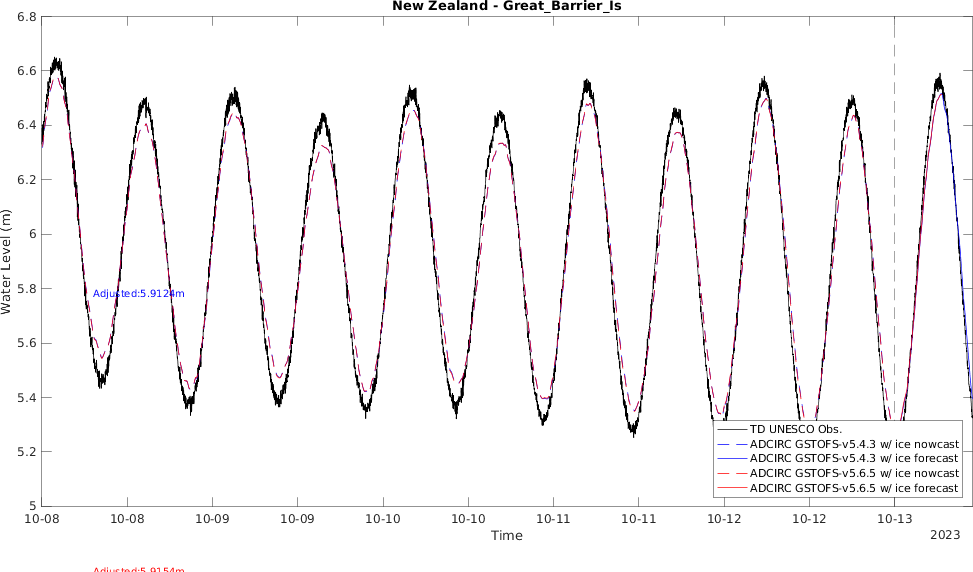 New Zealand - Great_Barrier_Is
6.8
6.6
6.4
6.2
6
5.8
5.6
5.4
5.2
5
Water Level (m)
Adjusted:5.9124m
TD UNESCO Obs.
ADCIRC GSTOFS-v5.4.3 w/ ice nowcast
ADCIRC GSTOFS-v5.4.3 w/ ice forecast
ADCIRC GSTOFS-v5.6.5 w/ ice nowcast
ADCIRC GSTOFS-v5.6.5 w/ ice forecast
10-08 10-08 10-09 10-09 10-10 10-10 10-11 10-11 10-12 10-12 10-13
Time
2023
Adjusted:5.9154m